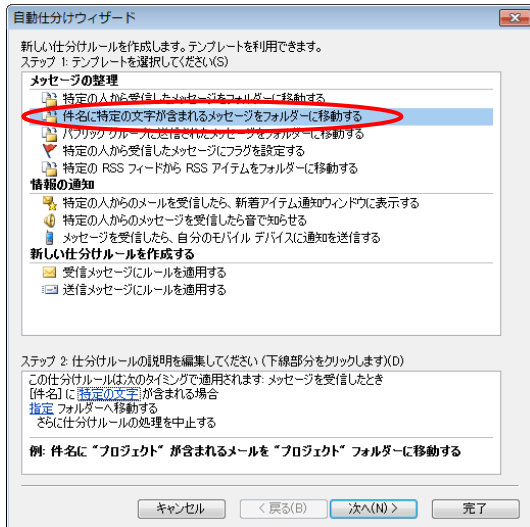 自動仕分けウィザード
新しい仕分けルールを作成します。テンプレートを利用できます。
ステップ 1: テンプレートを選択してください(S)
メッセージの整理
特定の人から受信したメッセージをフォルダーに移動する
件名に特定の文字が含まれるメッセージをフォルダーに移動する
パブリック グループに送信されたメッセージをフォルダーに移動する
特定の人から受信したメッセージにフラグを設定する
特定の RSS フィードから RSS アイテムをフォルダーに移動する
情報の通知
特定の人からのメールを受信したら、新着アイテム通知ウィンドウに表示する
特定の人からのメッセージを受信したら音で知らせる
メッセージを受信したら、自分のモバイル デバイスに通知を送信する
新しい仕分けルールを作成する
受信メッセージにルールを適用する
送信メッセージにルールを適用する
ステップ 2: 仕分けルールの説明を編集してください (下線部分をクリックします)(D)
この仕分けルールは次のタイミングで適用されます: メッセージを受信したとき
[件名] に 特定の文字 が含まれる場合
指定 フォルダーへ移動する
さらに仕分けルールの処理を中止する
例: 件名に “プロジェクト” が含まれるメールを “プロジェクト” フォルダーに移動する
キャンセル < 戻る(B) 次へ(N) > 完了